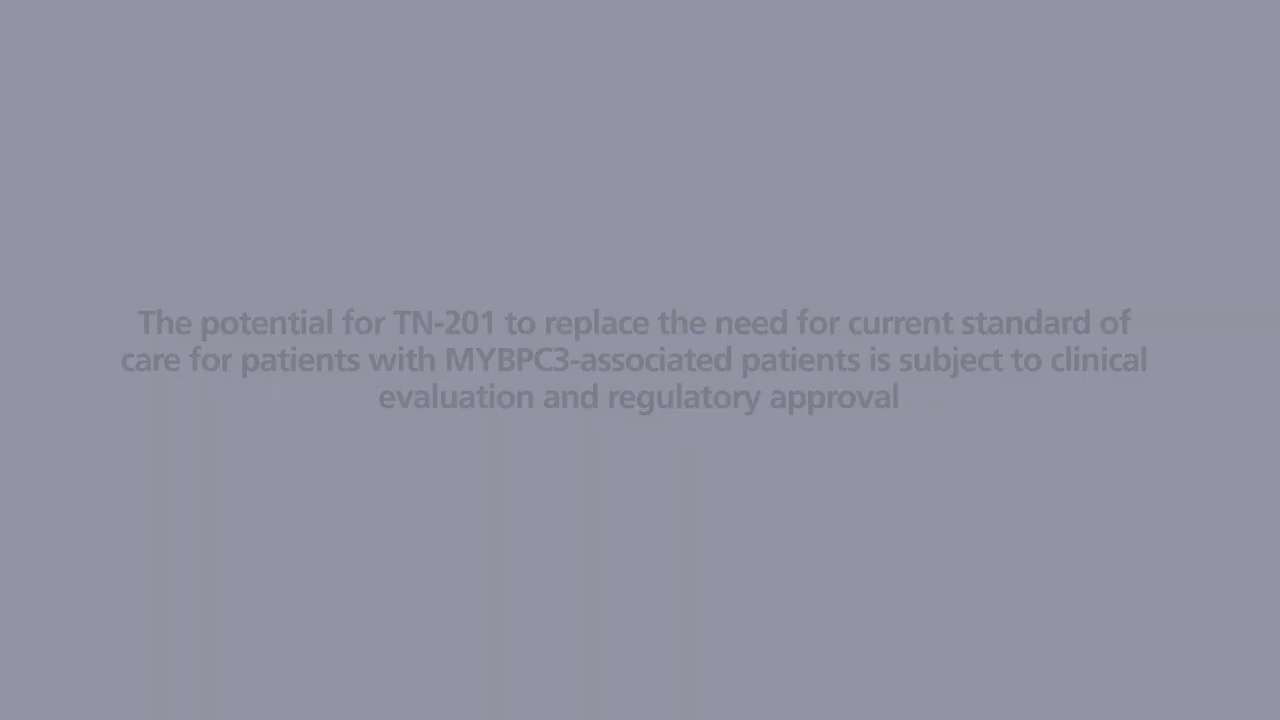 The potential for TN-201 to replace the need for current standard of
care for patients with MYBPC3-associated patients is subject to clinical
evaluation and regulatory approval